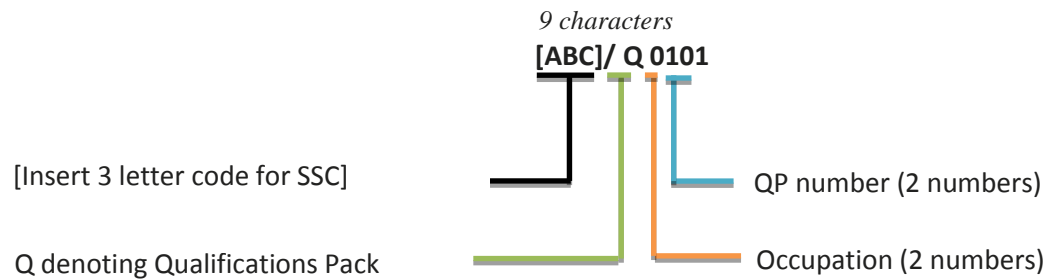 9 characters
[ABC]/ Q 0101
[Insert 3 letter code for SSC]
QP number (2 numbers)
Q denoting Qualifications Pack
Occupation (2 numbers)